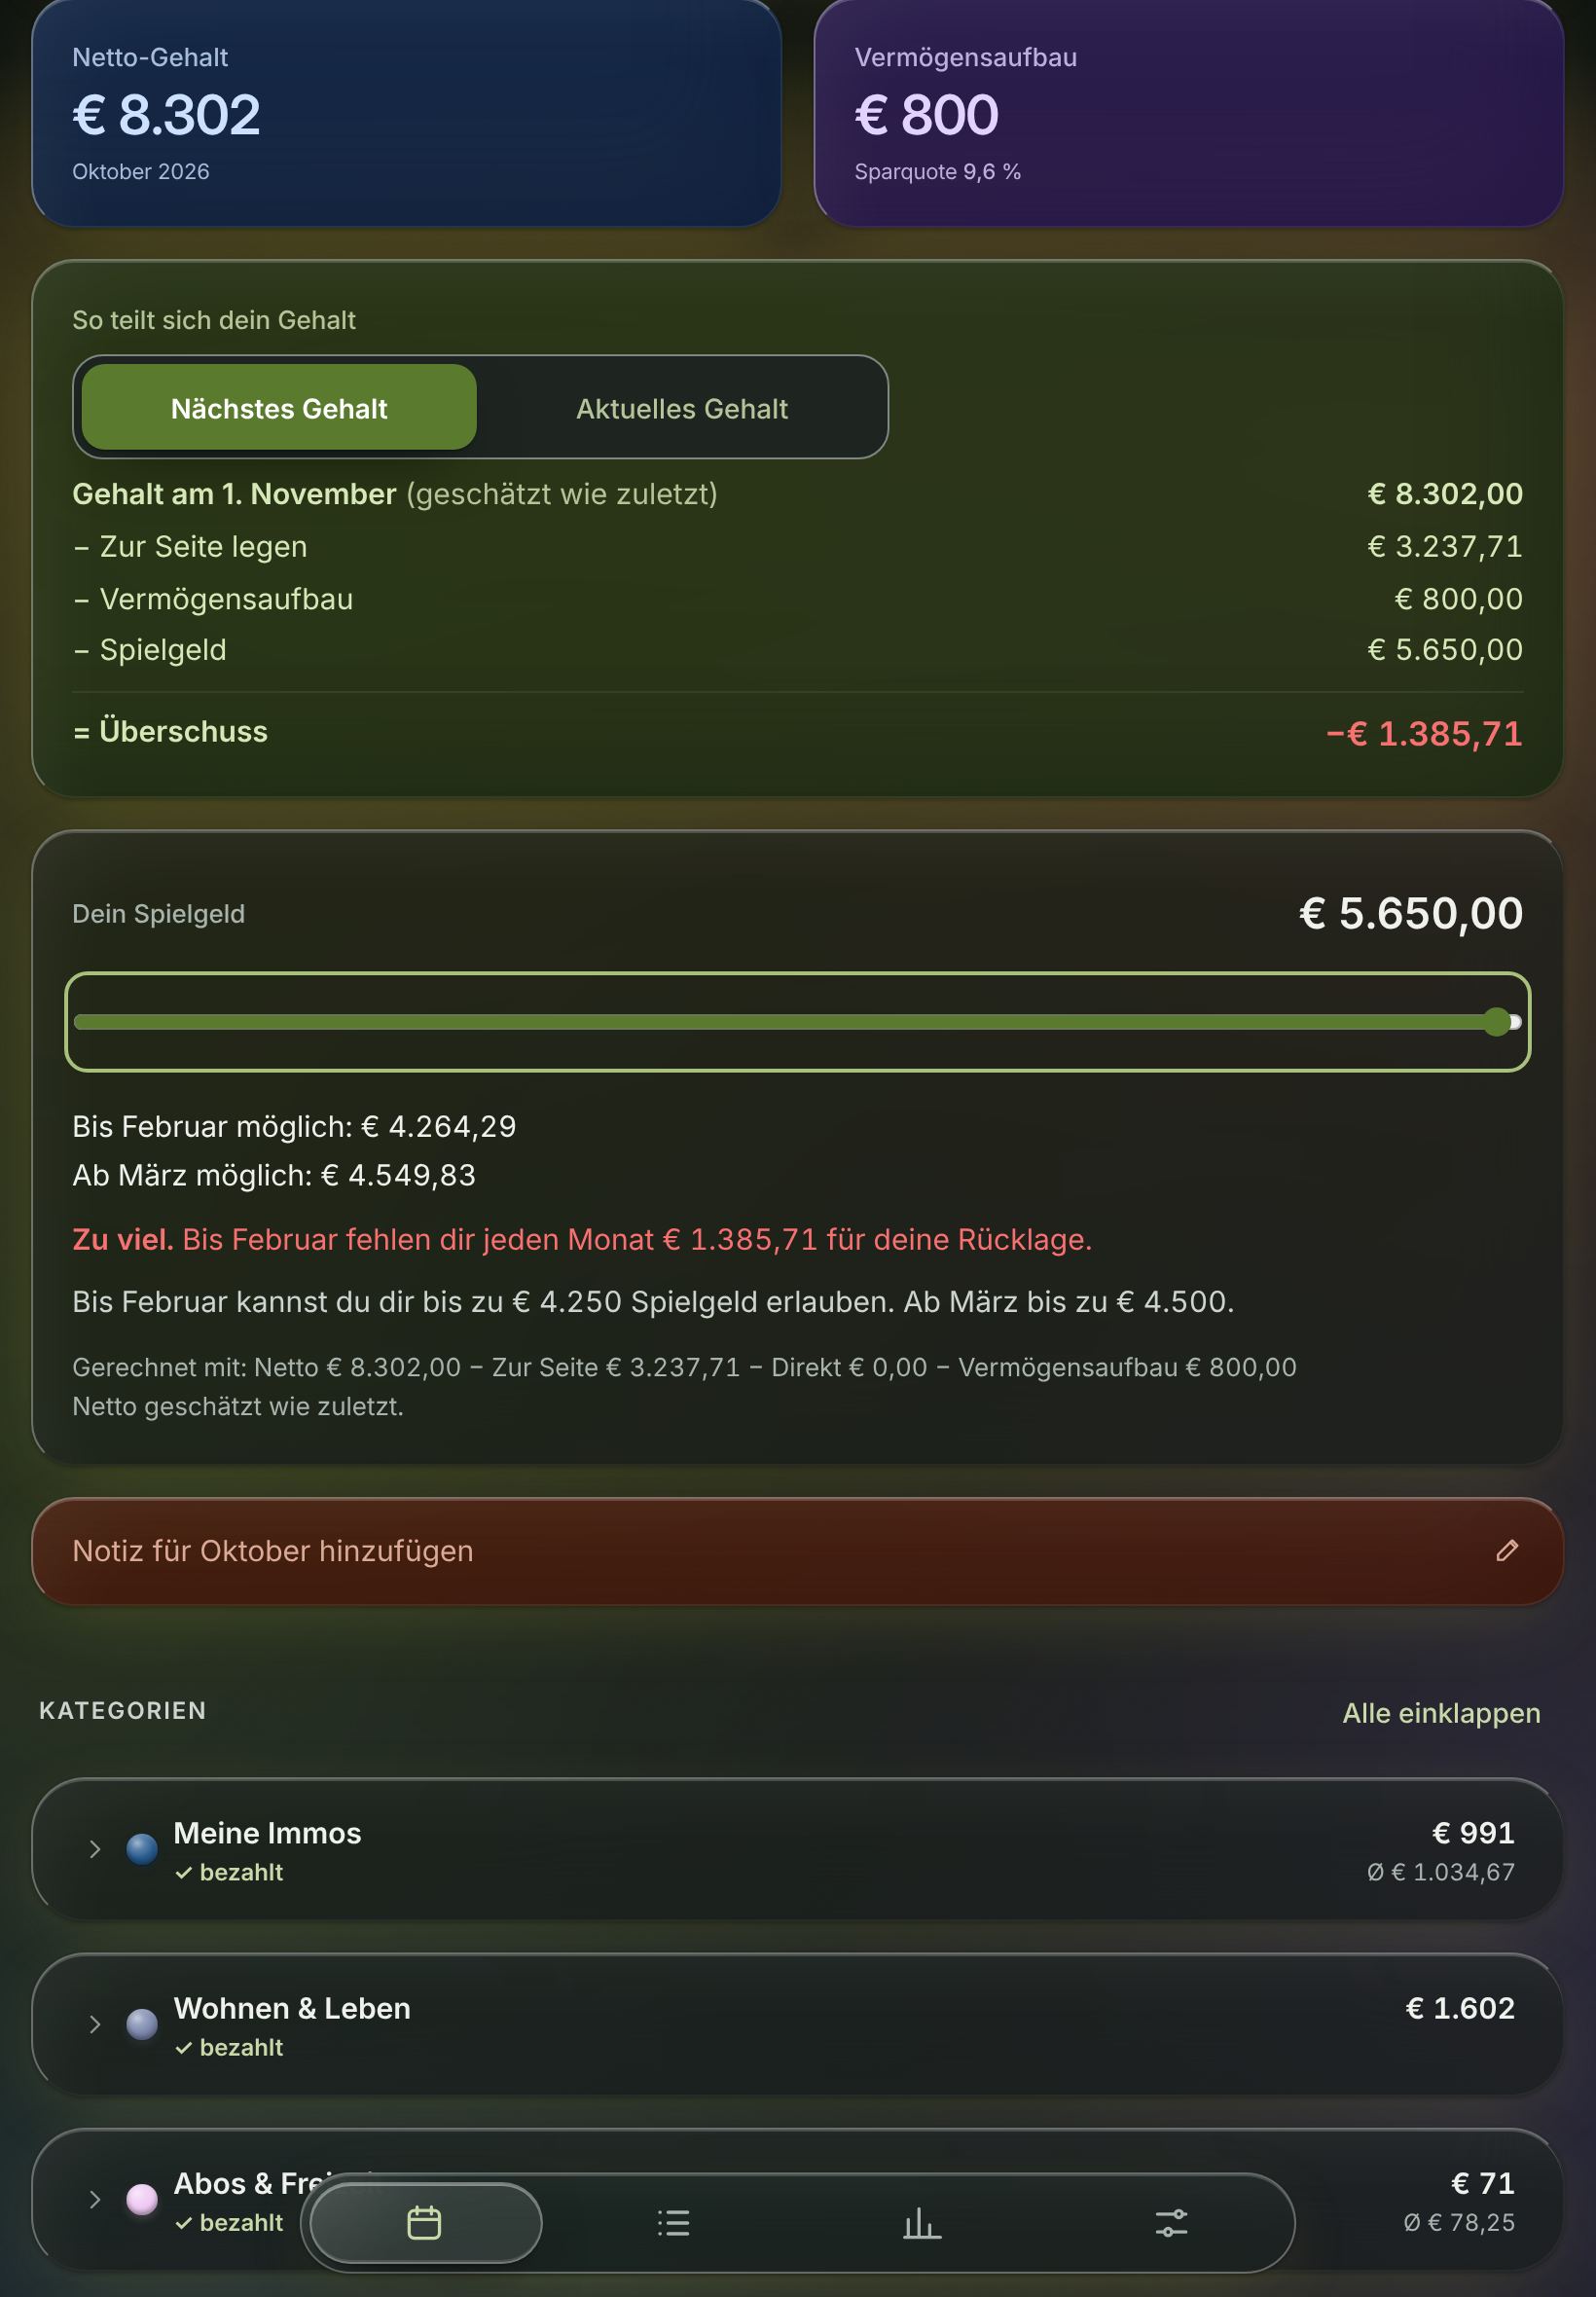 Netto-Gehalt
€ 8.302
Oktober 2026
Vermögensaufbau
€ 800
Sparquote 9,6 %
So teilt sich dein Gehalt
Nächstes Gehalt
Aktuelles Gehalt
Gehalt am 1. November (geschätzt wie zuletzt) € 8.302,00
− Zur Seite legen € 3.237,71
− Vermögensaufbau € 800,00
− Spielgeld € 5.650,00
= Überschuss −€ 1.385,71
Dein Spielgeld € 5.650,00
Bis Februar möglich: € 4.264,29
Ab März möglich: € 4.549,83
Zu viel. Bis Februar fehlen dir jeden Monat € 1.385,71 für deine Rücklage.
Bis Februar kannst du dir bis zu € 4.250 Spielgeld erlauben. Ab März bis zu € 4.500.
Gerechnet mit: Netto € 8.302,00 − Zur Seite € 3.237,71 − Direkt € 0,00 − Vermögensaufbau € 800,00
Netto geschätzt wie zuletzt.
Notiz für Oktober hinzufügen
KATEGORIEN Alle einklappen
Meine Immos € 991
✓ bezahlt Ø € 1.034,67
Wohnen & Leben € 1.602
✓ bezahlt
Abos & € 71
✓ bezahlt Ø € 78,25